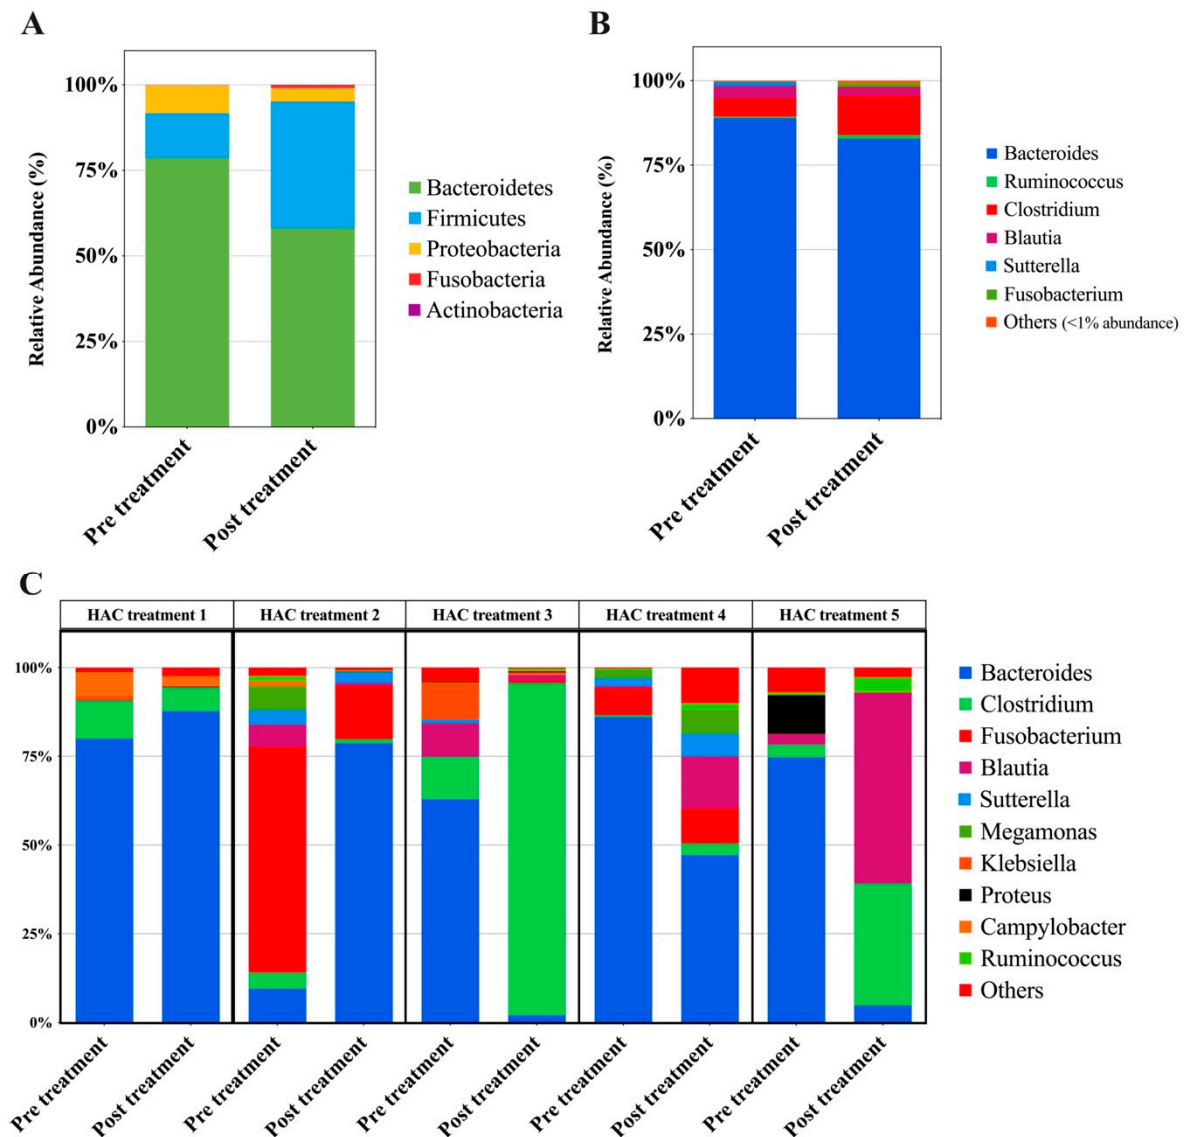 A
Relative Abundance (%)
100%
75%
50%
25%
0%
Pre treatment
Post treatment
Bacteroidetes
Firmicutes
Proteobacteria
Fusobacteria
Actinobacteria
B
Relative Abundance (%)
100%
75%
50%
25%
0%
Pre treatment
Post treatment
Bacteroides
Ruminococcus
Clostridium
Blautia
Sutterella
Fusobacterium
Others (<1% abundance)
C
HAC treatment 1
HAC treatment 2
HAC treatment 3
HAC treatment 4
HAC treatment 5
100%
75%
50%
25%
0%
Pre treatment
Post treatment
Pre treatment
Post treatment
Pre treatment
Post treatment
Pre treatment
Post treatment
Pre treatment
Post treatment
Bacteroides
Clostridium
Fusobacterium
Blautia
Sutterella
Megamonas
Klebsiella
Proteus
Campylobacter
Ruminococcus
Others